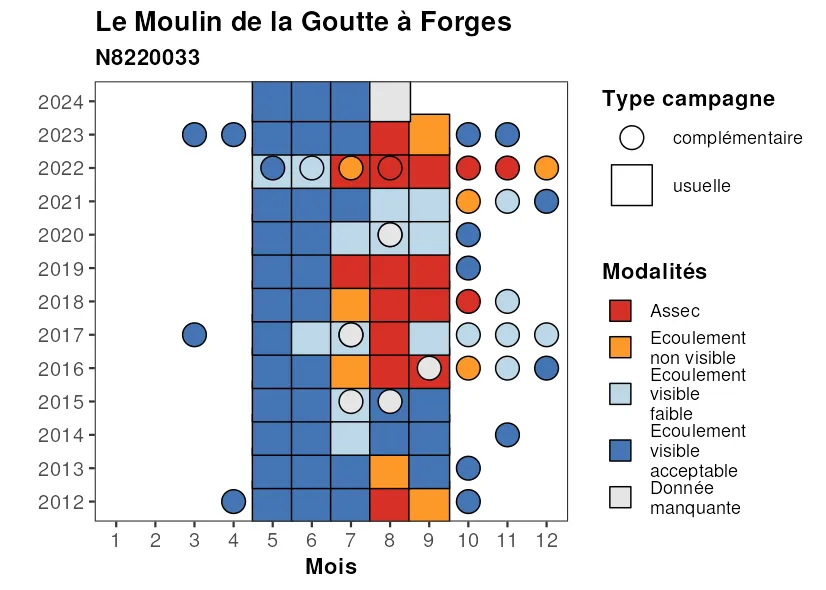 Le Moulin de la Goutte à Forges
N8220033
2024
2023
2022
2021
2020
2019
2018
2017
2016
2015
2014
2013
2012
1 2 3 4 5 6 7 8 9 10 11 12
Mois
Type campagne
complémentaire
usuelle
Modalités
Assec
Ecoulement
non visible
Ecoulement
visible
faible
Ecoulement
visible
acceptable
Donnée
manquante